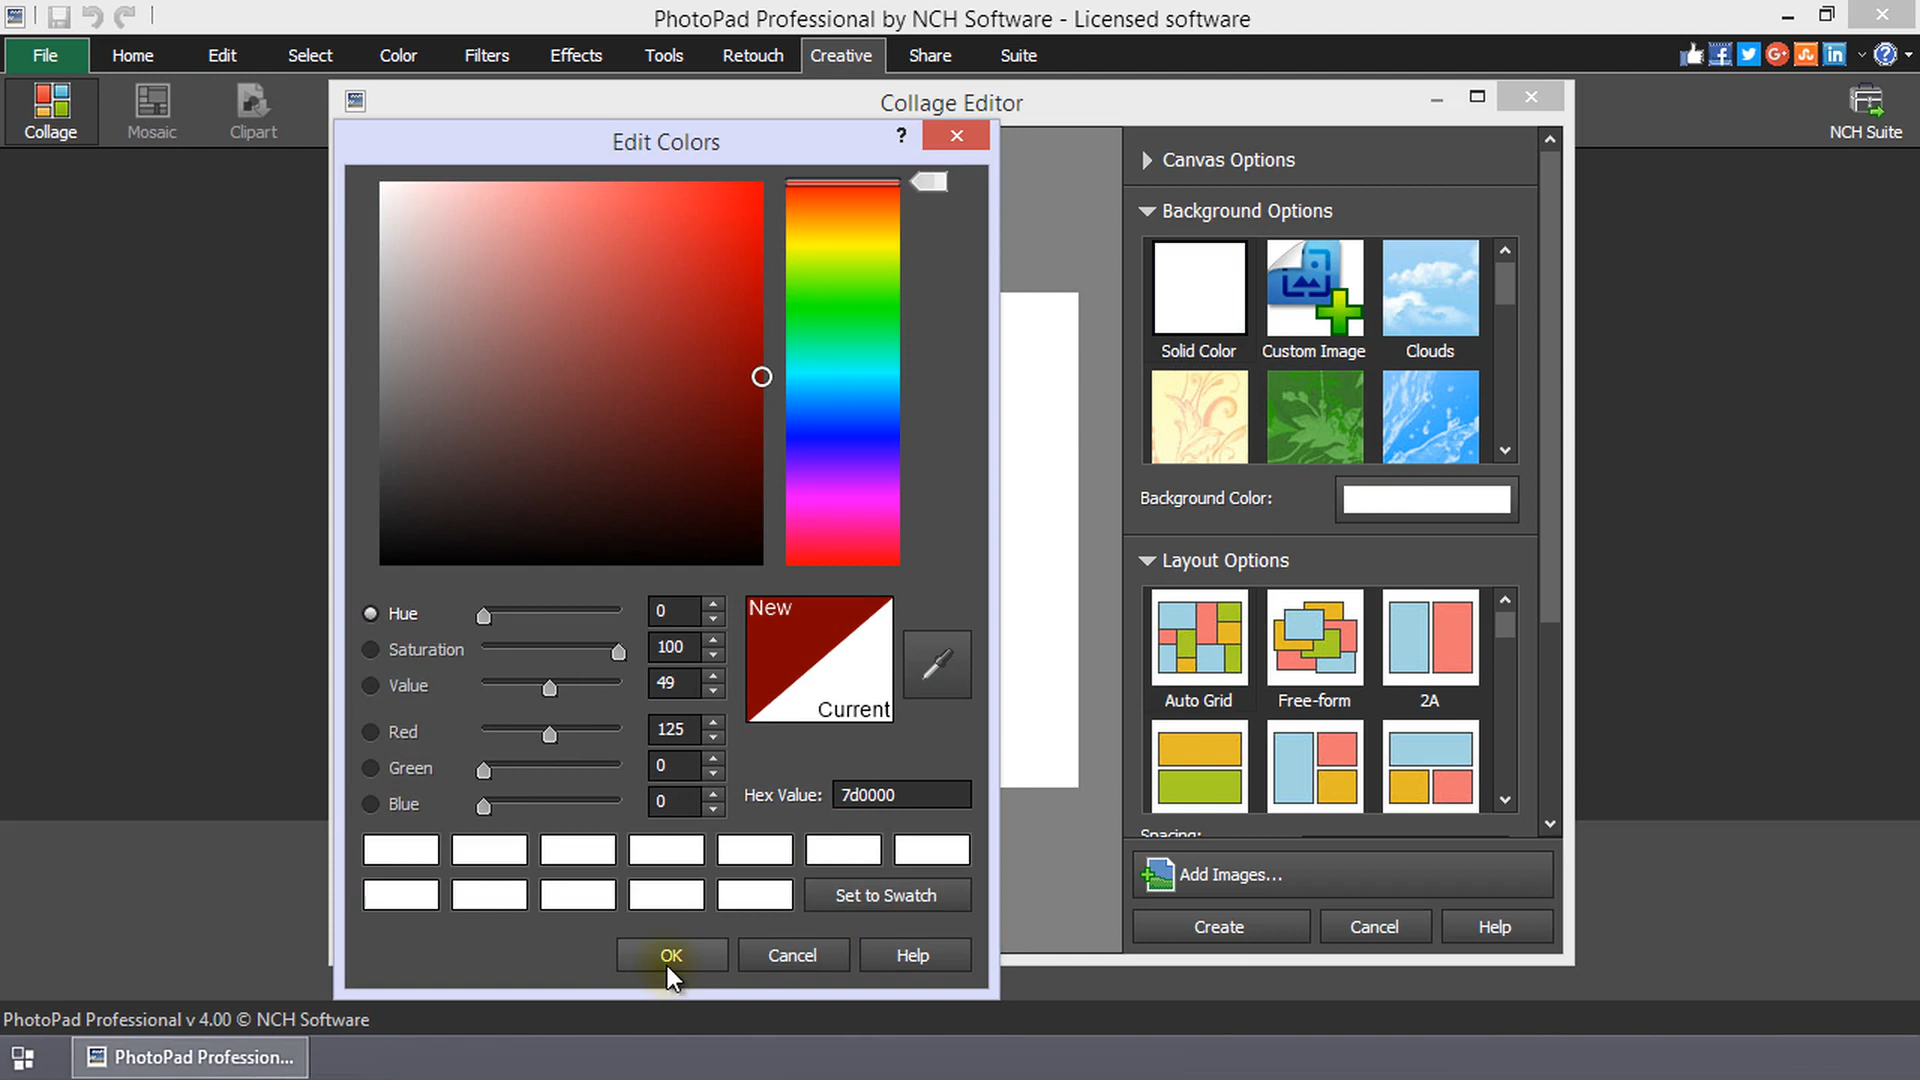 PhotoPad Professional by NCH Software - Licensed software
File Home Edit Select Color Filters Effects Tools Retouch Creative Share Suite
Collage Mosaic Clipart
NCH Suite
Collage Editor
Edit Colors
?
Canvas Options
Background Options
Solid Color Custom Image Clouds
Background Color:
Layout Options
Auto Grid Free-form 2A
Spacing:
Add Images...
Create Cancel Help
Hue 0
Saturation 100
Value 49
Red 125
Green 0
Blue 0
New
Current
Hex Value: 7d0000
Set to Swatch
OK Cancel Help
PhotoPad Professional v 4.00 © NCH Software
PhotoPad Profession...